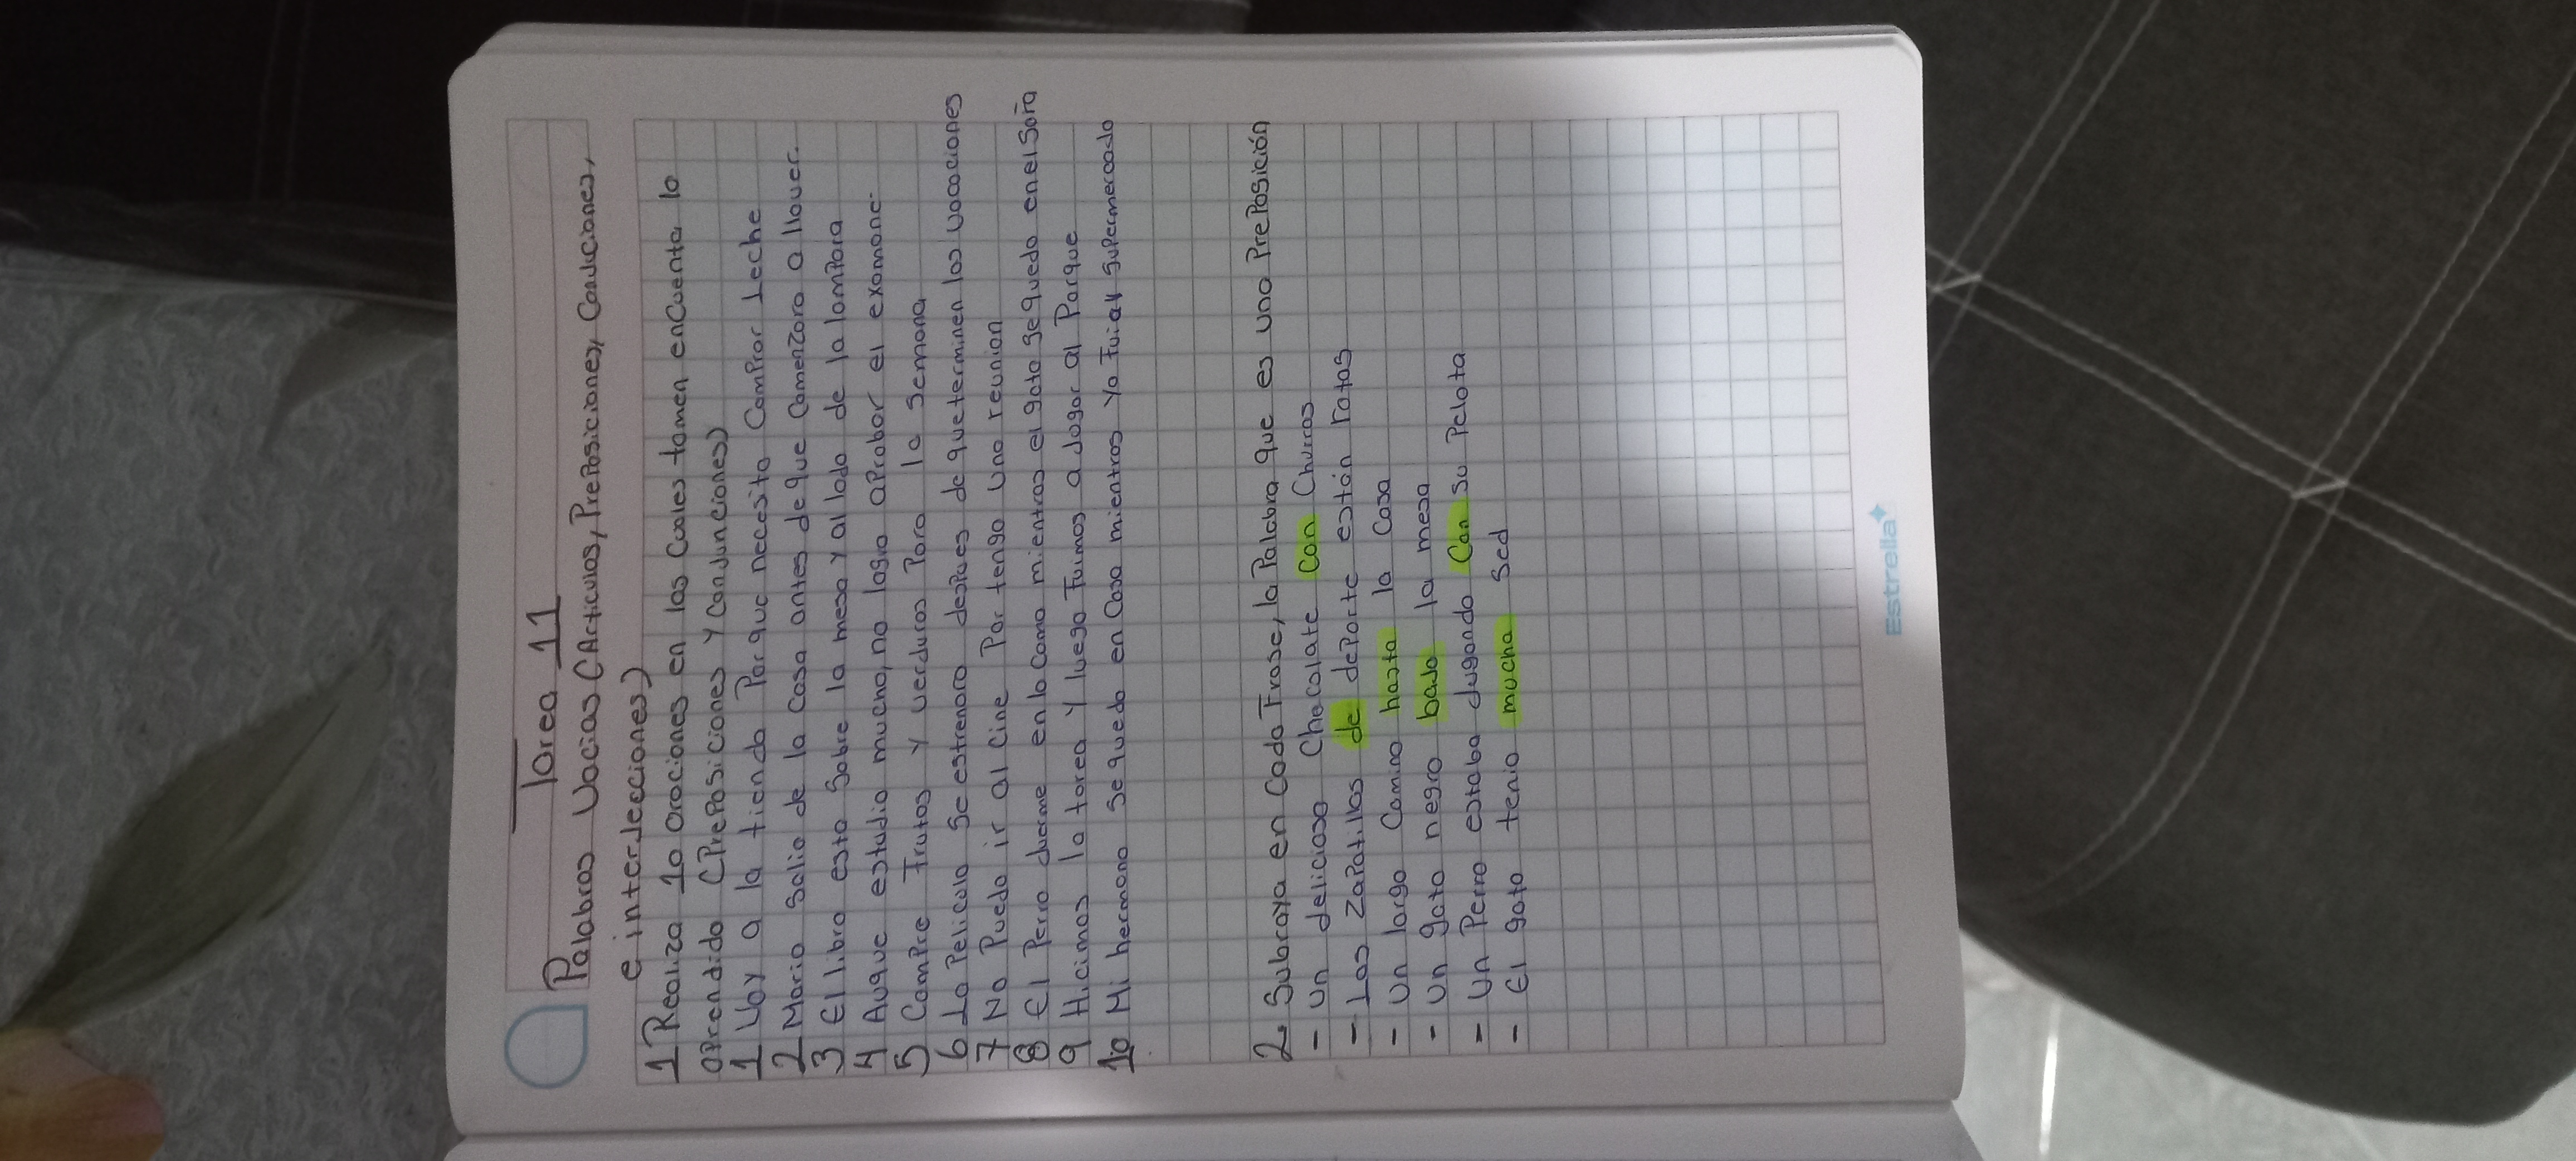 Tarea 11
Palabras Vacias (Articulos, Preposiciones,
e interjecciones)
1 Realiza 10 oraciones en las Cuales tomen encuenta lo
aprendido (Preposiciones y conjunciones)
1 Voy a la tienda Porque necesito Comprar Leche
2 Maria Salio de la casa antes de que Comenzara a llover.
3 El libro esta Sobre la mesa y al lado de la lampara
4 Auque estudio mucho, no logro aprobar el examane
5 Compre Frutas y verduras Para la Semana
6 La Pelicula Se estrenara despues de que terminen las vacaciones
7 No Puedo ir al Cine Por tengo una reunion
8 El Perro duerme en la cama mientras el gato se quedo en el Sofa
9 Hicimos la tarea y luego Fuimos a Jugar al Parque
10 Mi hermano Se quedo en Casa mientras Yo Fui al Supermercado
2. Subraya en Cada Frase, la Palabra que es una Preposición
- Un delicioso Chocolate Con Churros
- Las Zapatillas de deporte están rotas
- Un largo Camino hasta la Casa
- Un gato negro bajo la mesa
- Un Perro estaba Jugando Con su Pelota
- El gato tenia mucha Sed
Estrella